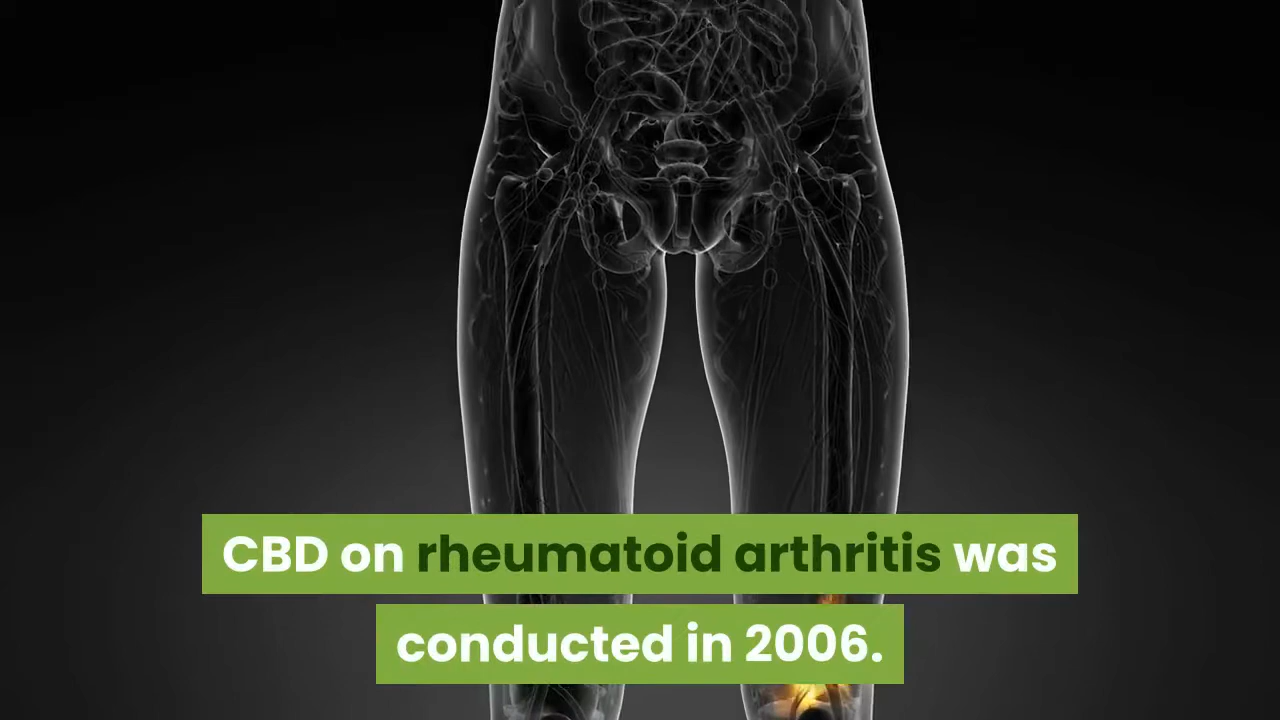 CBD on rheumatoid arthritis was
conducted in 2006.